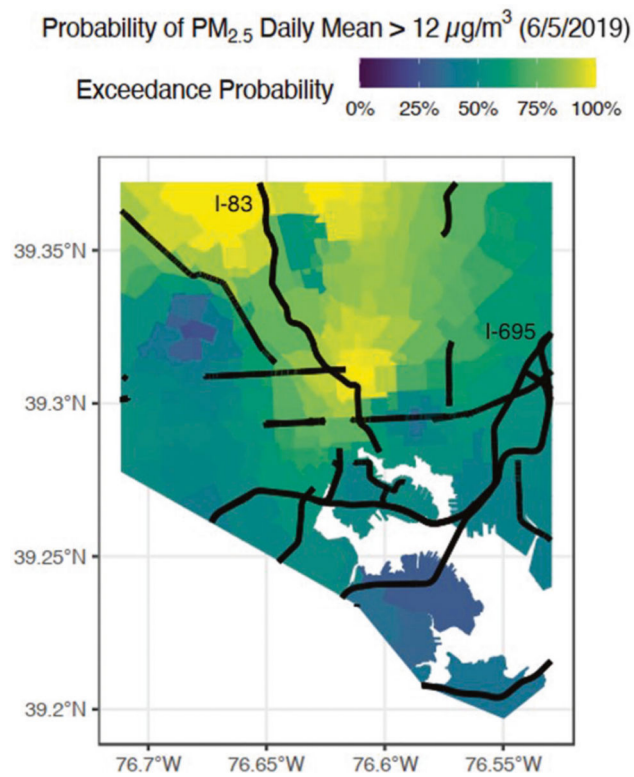 Probability of PM2.5 Daily Mean > 12 µg/m³ (6/5/2019)
Exceedance Probability
0% 25% 50% 75% 100%
I-83
39.35°N
I-695
39.3°N
39.25°N
39.2°N
76.7°W 76.65°W 76.6°W 76.55°W